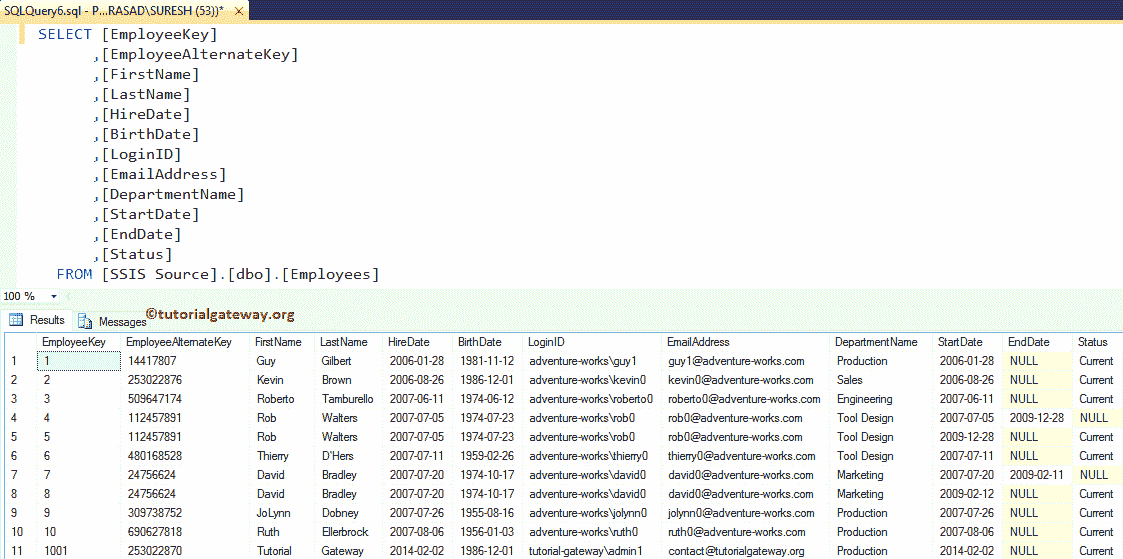 SQLQuery6.sql - P...RASAD\SURESH (53))* ×
SELECT [EmployeeKey]
,[EmployeeAlternateKey]
,[FirstName]
,[LastName]
,[HireDate]
,[BirthDate]
,[LoginID]
,[EmailAddress]
,[DepartmentName]
,[StartDate]
,[EndDate]
,[Status]
FROM [SSIS Source].[dbo].[Employees]
100 %
©tutorialgateway.org
Results Messages
EmployeeKey EmployeeAlternateKey FirstName LastName HireDate BirthDate LoginID EmailAddress DepartmentName StartDate EndDate Status
1 1 14417807 Guy Gilbert 2006-01-28 1981-11-12 adventure-works\guy1 guy1@adventure-works.com Production 2006-01-28 NULL Current
2 2 253022876 Kevin Brown 2006-08-26 1986-12-01 adventure-works\kevin0 kevin0@adventure-works.com Sales 2006-08-26 NULL Current
3 3 509647174 Roberto Tamburello 2007-06-11 1974-06-12 adventure-works\roberto0 roberto0@adventure-works.com Engineering 2007-06-11 NULL Current
4 4 112457891 Rob Walters 2007-07-05 1974-07-23 adventure-works\rob0 rob0@adventure-works.com Tool Design 2007-07-05 2009-12-28 NULL
5 5 112457891 Rob Walters 2007-07-05 1974-07-23 adventure-works\rob0 rob0@adventure-works.com Tool Design 2009-12-28 NULL Current
6 6 480168528 Thierry D'Hers 2007-07-11 1959-02-26 adventure-works\thierry0 thierry0@adventure-works.com Tool Design 2007-07-11 NULL Current
7 7 24756624 David Bradley 2007-07-20 1974-10-17 adventure-works\david0 david0@adventure-works.com Marketing 2007-07-20 2009-02-11 NULL
8 8 24756624 David Bradley 2007-07-20 1974-10-17 adventure-works\david0 david0@adventure-works.com Marketing 2009-02-12 NULL Current
9 9 309738752 JoLynn Dobney 2007-07-26 1955-08-16 adventure-works\jolynn0 jolynn0@adventure-works.com Production 2007-07-26 NULL Current
10 10 690627818 Ruth Ellerbrock 2007-08-06 1956-01-03 adventure-works\ruth0 ruth0@adventure-works.com Production 2007-08-06 NULL Current
11 1001 253022870 Tutorial Gateway 2014-02-02 1986-12-01 tutorial-gateway\admin1 contact@tutorialgateway.org Production 2014-02-02 NULL Current